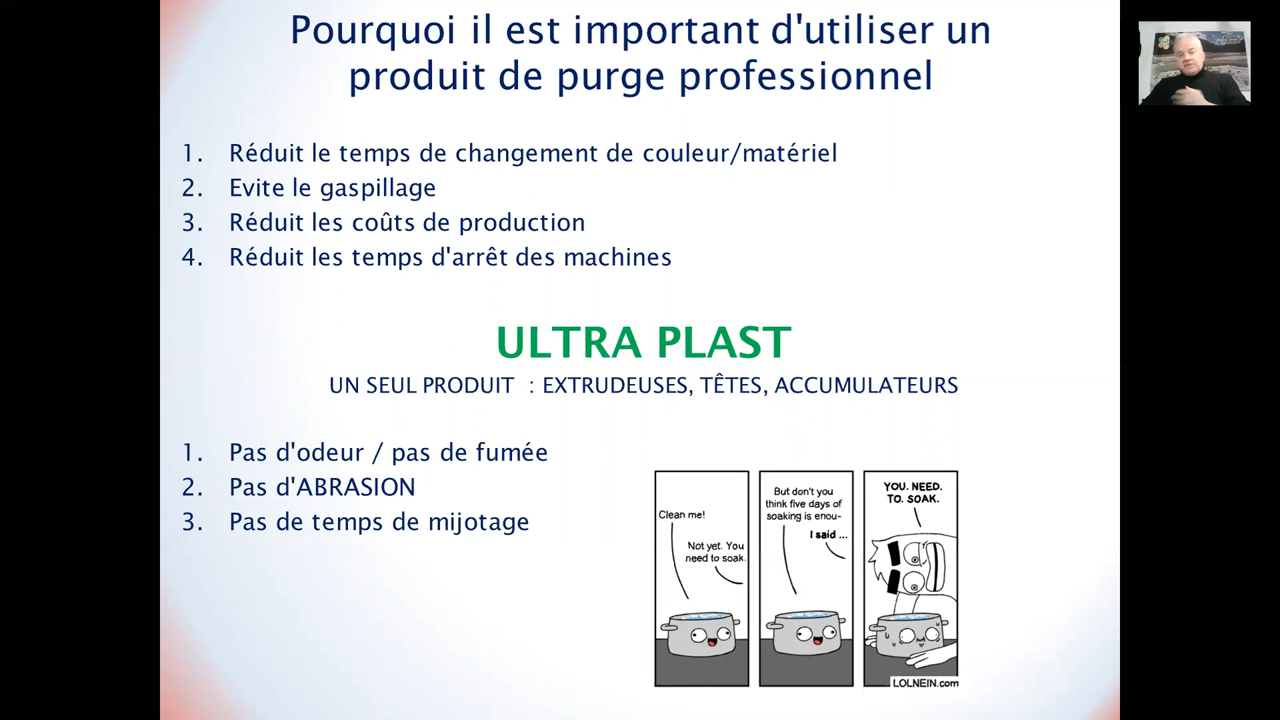 Pourquoi il est important d'utiliser un
produit de purge professionnel
1. Réduit le temps de changement de couleur/matériel
2. Evite le gaspillage
3. Réduit les coûts de production
4. Réduit les temps d'arrêt des machines
ULTRA PLAST
UN SEUL PRODUIT : EXTRUDEUSES, TÊTES, ACCUMULATEURS
1. Pas d'odeur / pas de fumée
2. Pas d'ABRASION
3. Pas de temps de mijotage
Clean me!
Not yet. You
need to soak.
But don't you
think five days of
soaking is enou-
I said ...
YOU. NEED.
TO. SOAK.
LOLNEIN.com